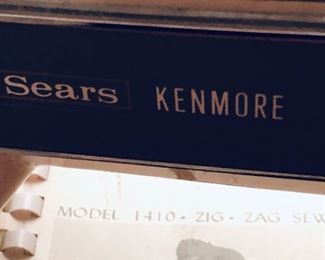 Sears KENMORE
MODEL 1410 • ZIG • ZAG SEW